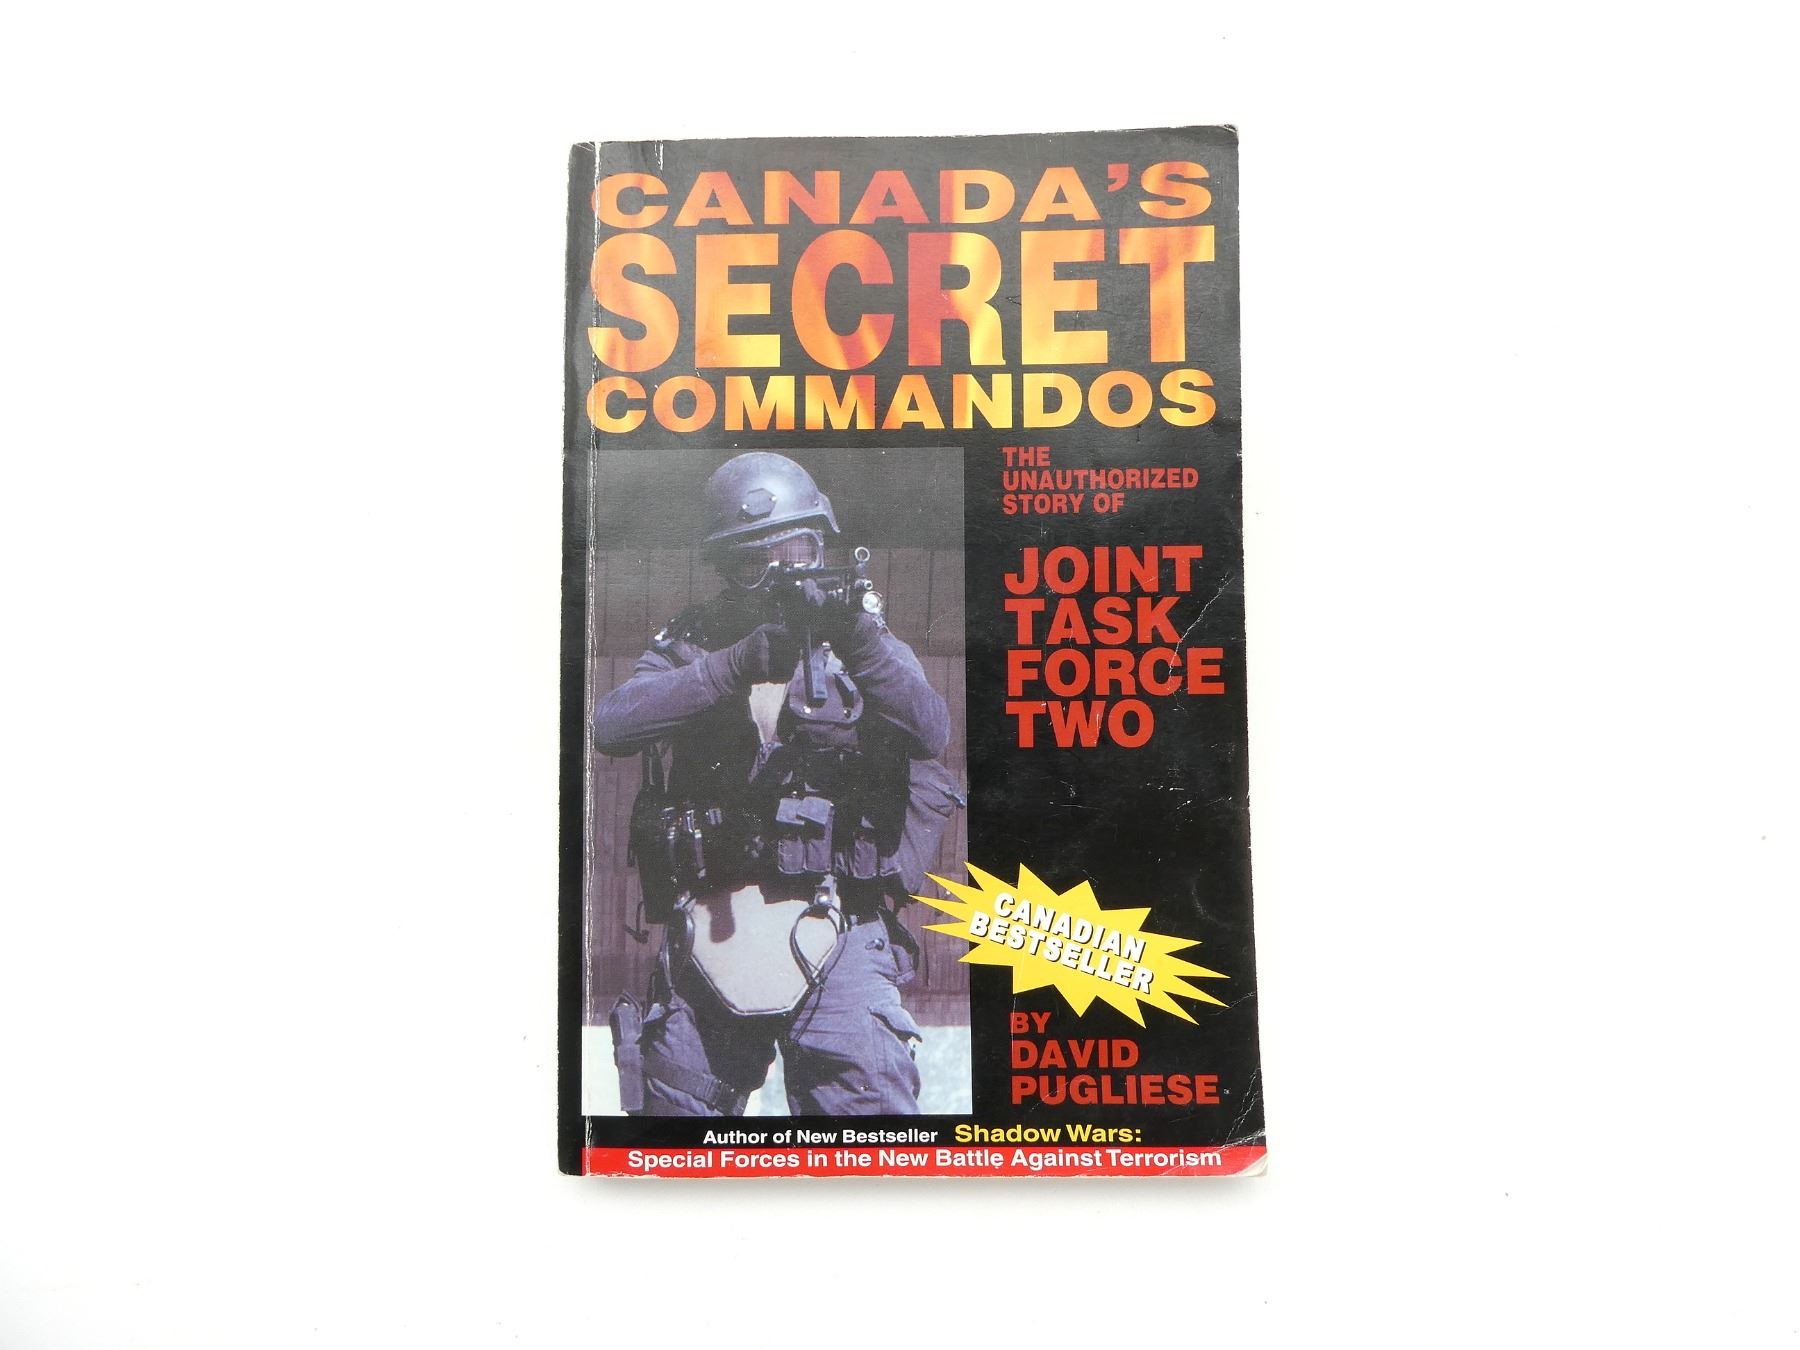 CANADA'S
SECRET
COMMANDOS
THE
UNAUTHORIZED
STORY OF
JOINT
TASK
FORCE
TWO
CANADIAN
BESTSELLER
BY
DAVID
PUGLIESE
Author of New Bestseller Shadow Wars:
Special Forces in the New Battle Against Terrorism